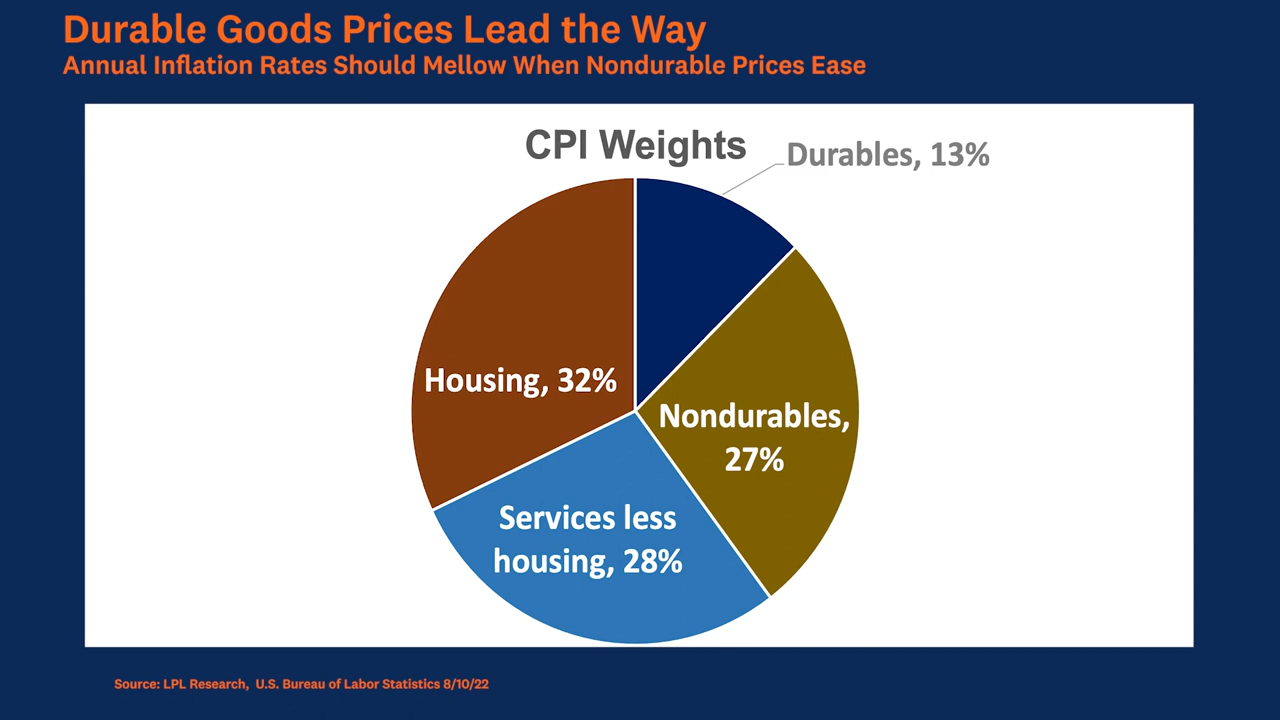 Durable Goods Prices Lead the Way
Annual Inflation Rates Should Mellow When Nondurable Prices Ease
CPI Weights
Durables, 13%
Housing, 32%
Nondurables,
27%
Services less
housing, 28%
Source: LPL Research, U.S. Bureau of Labor Statistics 8/10/22